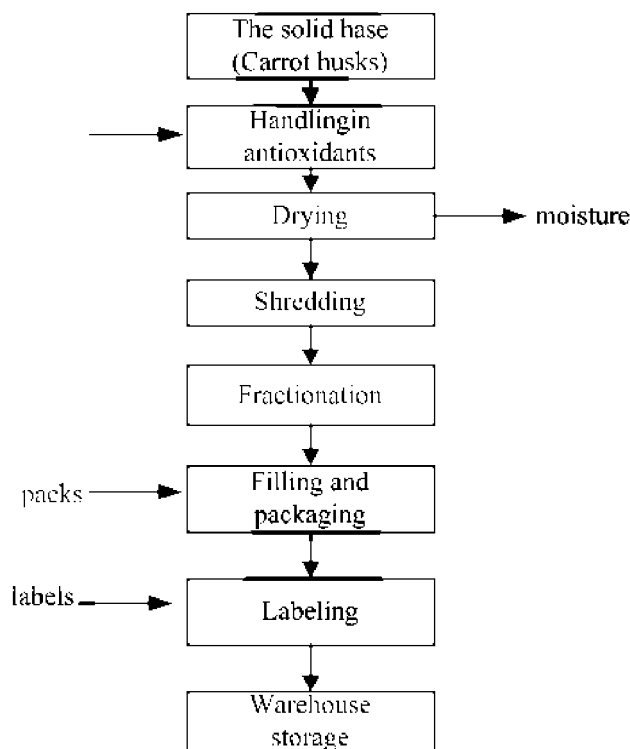 The solid hase
(Carrot husks)
Handlingin
antioxidants
Drying
moisture
Shredding
Fractionation
packs
Filling and
packaging
labels
Labeling
Warehouse
storage